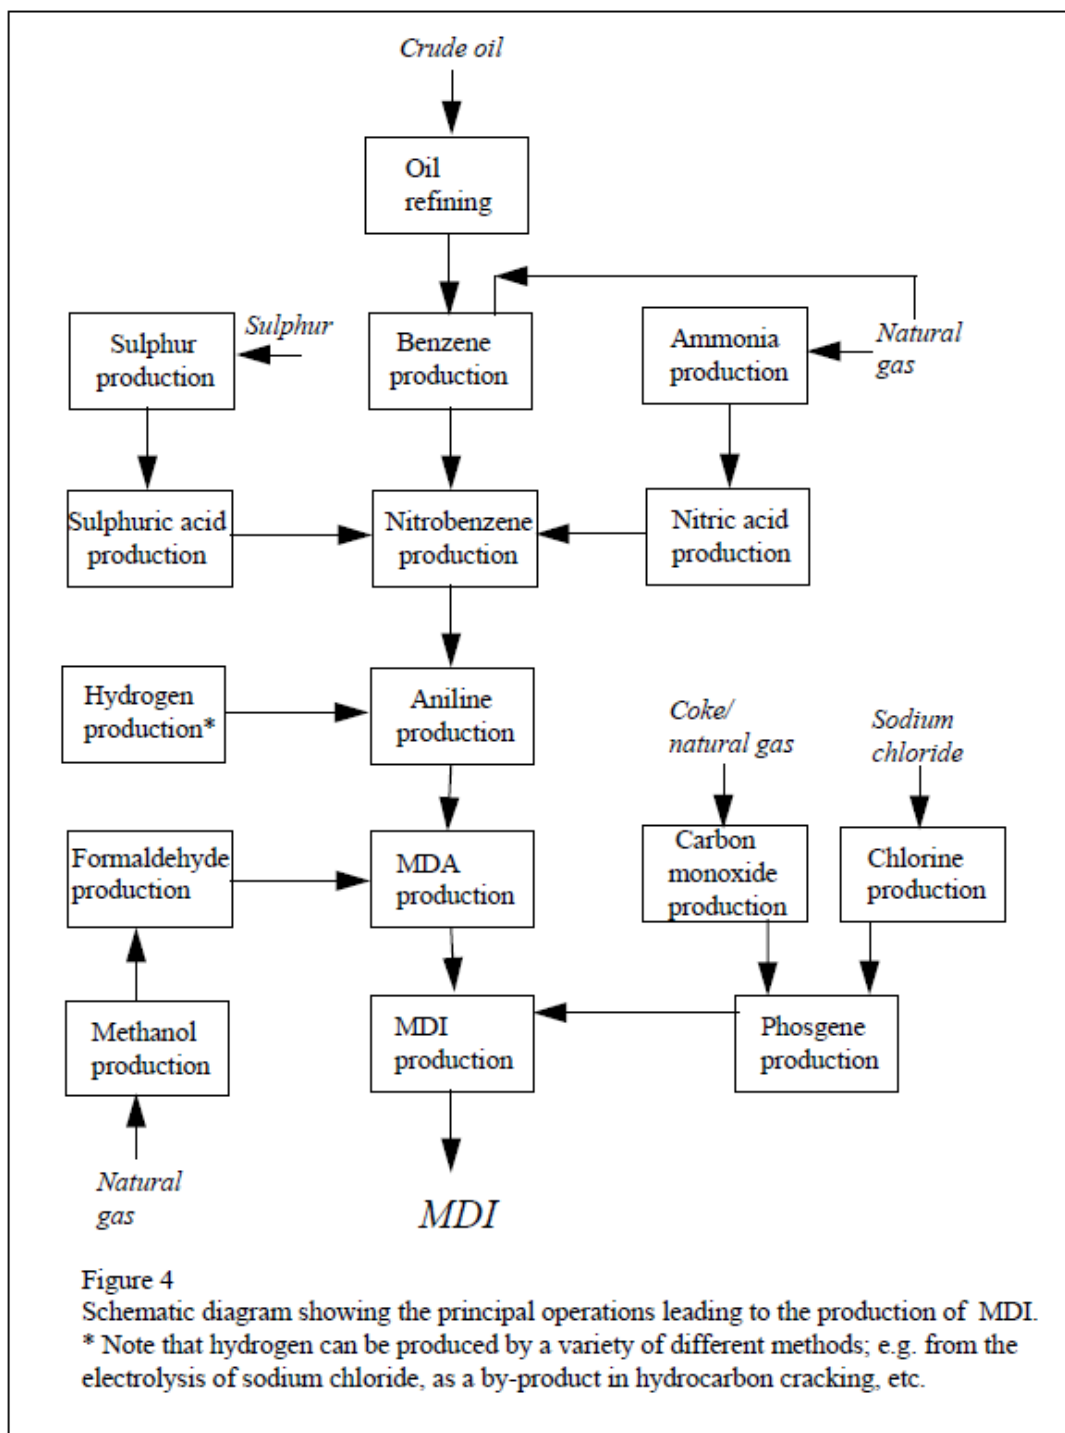 Crude oil
Oil
refining
Sulphur
production
Sulphur
Benzene
production
Ammonia
production
Natural
gas
Sulphuric acid
production
Nitrobenzene
production
Nitric acid
production
Hydrogen
production*
Aniline
production
Coke/
natural gas
Sodium
chloride
Formaldehyde
production
MDA
production
Carbon
monoxide
production
Chlorine
production
Methanol
production
MDI
production
Phosgene
production
Natural
gas
MDI
Figure 4
Schematic diagram showing the principal operations leading to the production of MDI.
* Note that hydrogen can be produced by a variety of different methods; e.g. from the
electrolysis of sodium chloride, as a by-product in hydrocarbon cracking, etc.